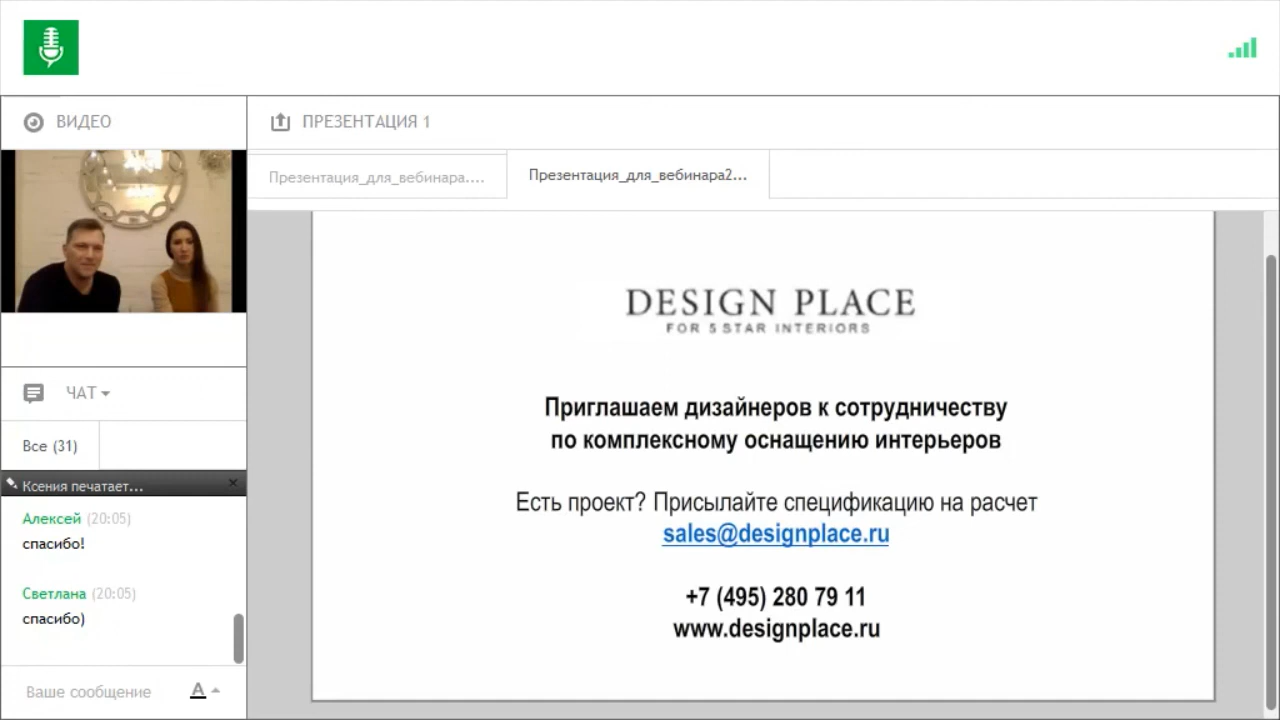 ВИДЕО
ПРЕЗЕНТАЦИЯ 1
Презентация_для_вебинара....
Презентация_для_вебинара2...
ЧАТ
Все (31)
Ксения печатает...
Алексей (20:05)
спасибо!
Светлана (20:05)
спасибо)
Ваше сообщение
A
DESIGN PLACE
FOR 5 STAR INTERIORS
Приглашаем дизайнеров к сотрудничеству
по комплексному оснащению интерьеров
Есть проект? Присылайте спецификацию на расчет
sales@designplace.ru
+7 (495) 280 79 11
www.designplace.ru